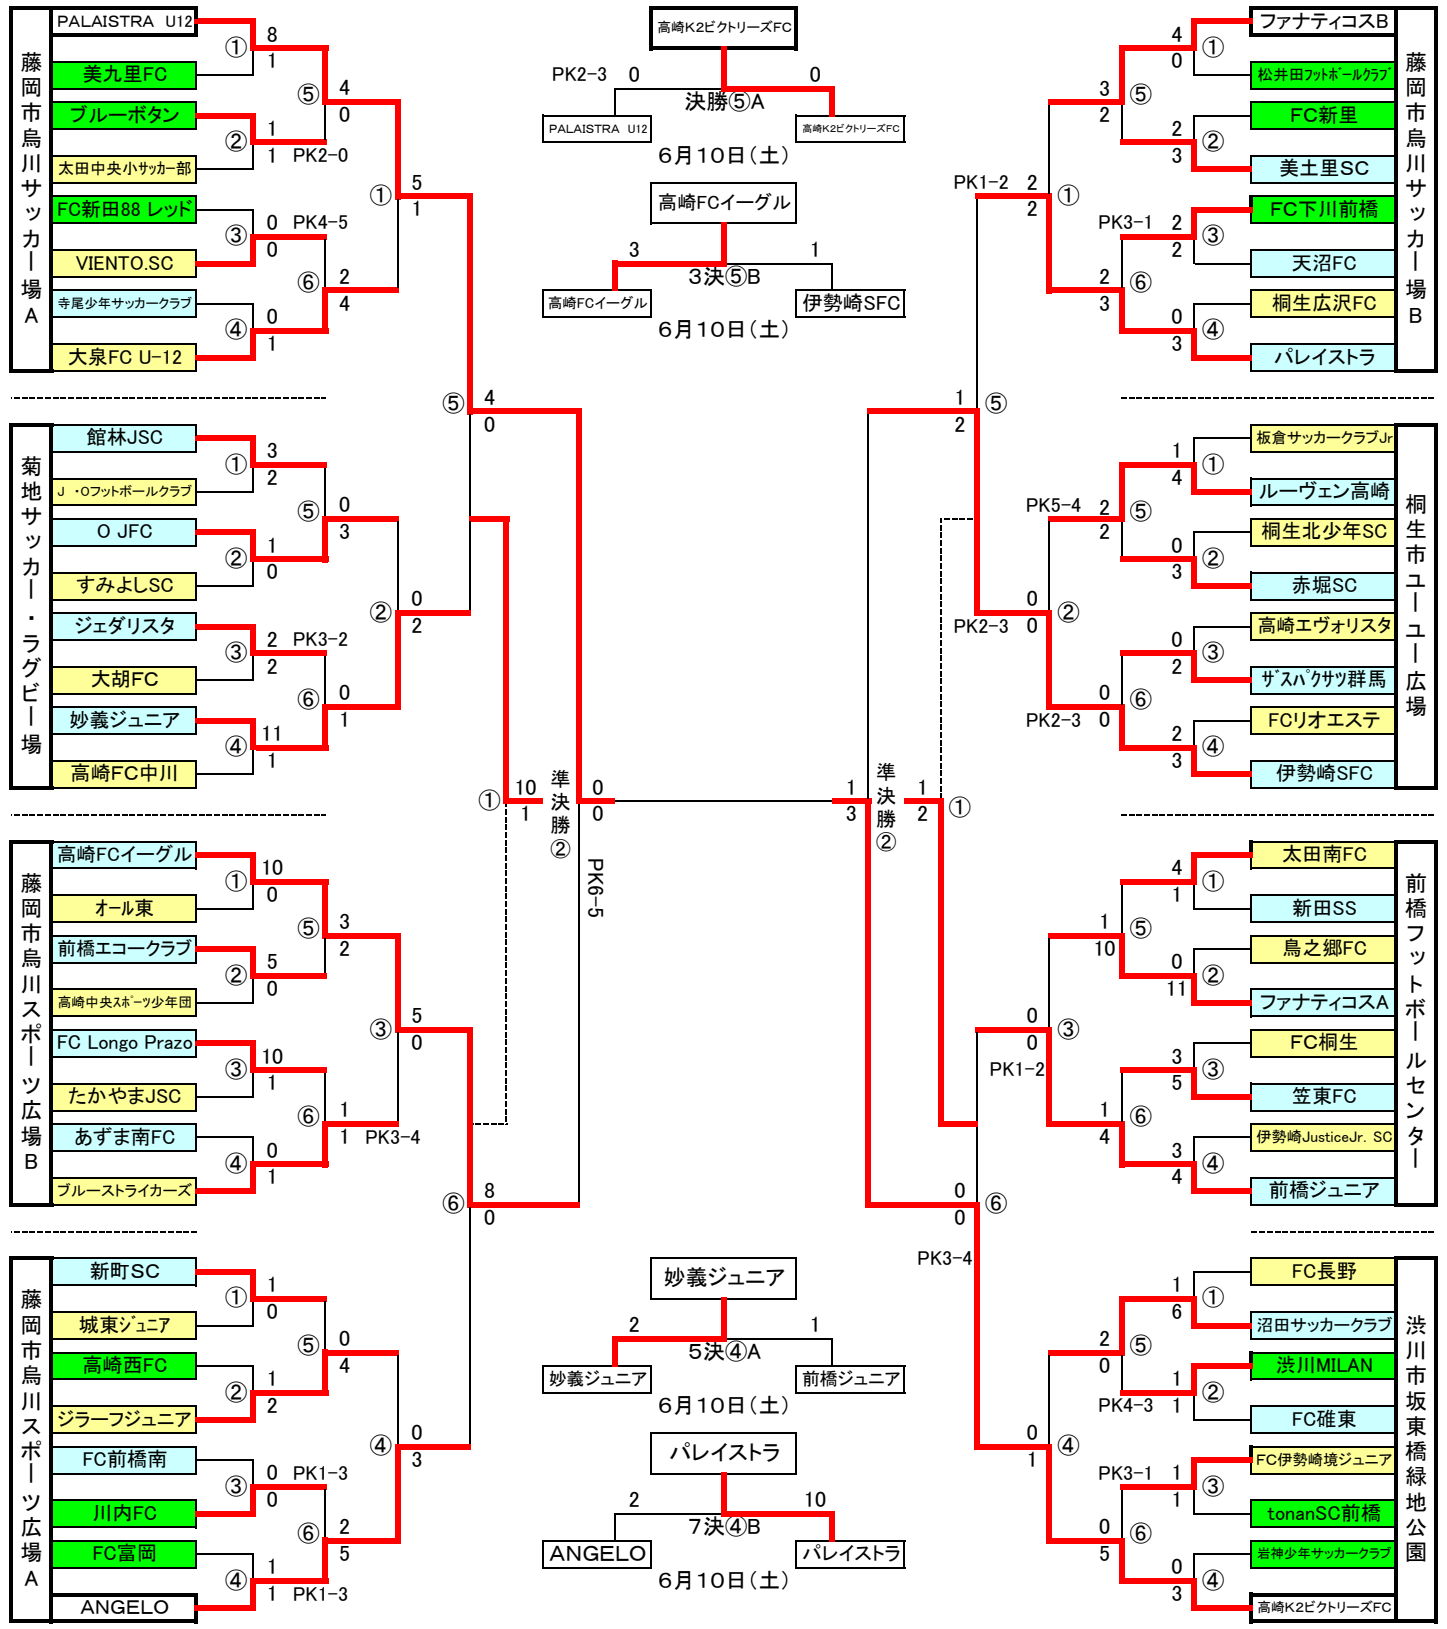 藤岡市烏川サッカー場A
PALAISTRA U12
①
8
1
美九里FC
⑤
4
0
ブルーボタン
②
1
1
PK2-0
太田中央小サッカー部
①
5
1
FC新田88 レッド
③
0
0
PK4-5
VIENTO.SC
⑥
2
4
寺尾少年サッカークラブ
④
0
1
大泉FC U-12
⑤
4
0
菊地サッカー・ラグビー場
館林JSC
①
3
2
J ・Oフットボールクラブ
⑤
0
3
O JFC
②
1
0
すみよしSC
②
0
2
ジェダリスタ
③
2
2
PK3-2
大胡FC
⑥
0
1
妙義ジュニア
④
11
1
高崎FC中川
①
10
1
準決勝②
0
0
PK6-5
藤岡市烏川スポーツ広場B
高崎FCイーグル
①
10
0
オール東
⑤
3
2
前橋エコークラブ
②
5
0
高崎中央スポーツ少年団
③
5
0
FC Longo Prazo
③
10
1
たかやまJSC
⑥
1
1
PK3-4
あずま南FC
④
0
1
ブルーストライカーズ
⑥
8
0
藤岡市烏川スポーツ広場A
新町SC
①
1
0
城東ジュニア
⑤
0
4
高崎西FC
②
1
2
ジラーフジュニア
④
0
3
FC前橋南
③
0
0
PK1-3
川内FC
⑥
2
5
FC富岡
④
1
1
PK1-3
ANGELO
高崎K2ビクトリーズFC
PK2-3
0
0
決勝⑤A
PALAISTRA U12
高崎K2ビクトリーズFC
6月10日(土)
高崎FCイーグル
3
1
3決⑤B
高崎FCイーグル
伊勢崎SFC
6月10日(土)
妙義ジュニア
2
1
5決④A
妙義ジュニア
前橋ジュニア
6月10日(土)
パレイストラ
2
10
7決④B
ANGELO
パレイストラ
6月10日(土)
藤岡市烏川サッカー場B
ファナティコスB
①
4
0
松井田フットボールクラブ
⑤
3
2
FC新里
②
2
3
美土里SC
PK1-2
①
2
2
FC下川前橋
PK3-1
③
2
2
天沼FC
⑥
2
3
桐生広沢FC
④
0
3
パレイストラ
⑤
1
2
桐生市ユーユー広場
板倉サッカークラブJr
①
1
4
ルーヴェン高崎
PK5-4
⑤
2
2
桐生北少年SC
②
0
3
赤堀SC
PK2-3
②
0
0
高崎エヴォリスタ
③
0
2
ザスパクサツ群馬
PK2-3
⑥
0
0
FCリオエステ
④
2
3
伊勢崎SFC
準決勝②
1
3
①
1
2
前橋フットボールセンター
太田南FC
①
4
1
新田SS
⑤
1
10
鳥之郷FC
②
0
11
ファナティコスA
③
0
0
PK1-2
FC桐生
③
3
5
笠東FC
⑥
1
4
伊勢崎JusticeJr. SC
④
3
4
前橋ジュニア
⑥
0
0
PK3-4
渋川市坂東橋緑地公園
FC長野
①
1
6
沼田サッカークラブ
⑤
2
0
渋川MILAN
②
1
1
PK4-3
FC碓東
④
0
1
FC伊勢崎境ジュニア
PK3-1
③
1
1
tonanSC前橋
⑥
0
5
岩神少年サッカークラブ
④
0
3
高崎K2ビクトリーズFC